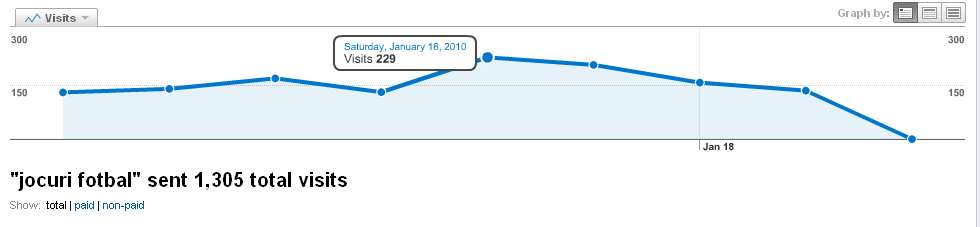 Visits
Graph by:
300
300
Saturday, January 16, 2010
Visits 229
150
150
Jan 18
"jocuri fotbal" sent 1,305 total visits
Show: total | paid | non-paid